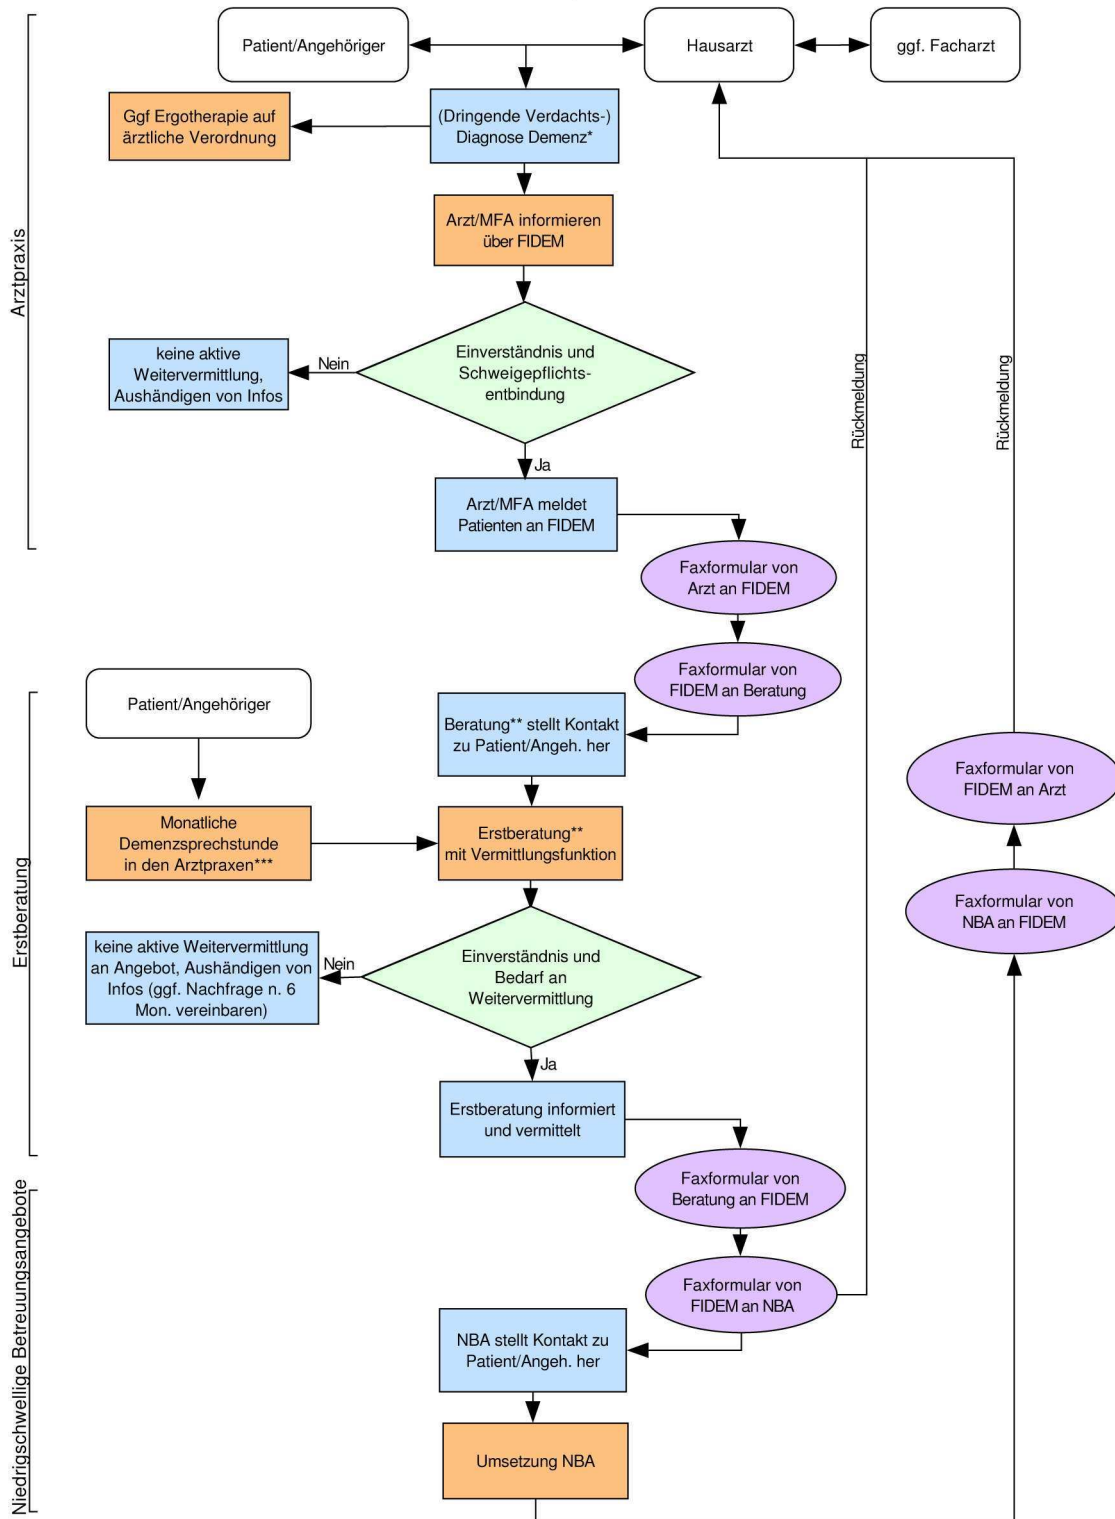 Patient/Angehöriger
Hausarzt
ggf. Facharzt
Ggf Ergotherapie auf
ärztliche Verordnung
(Dringende Verdachts-)
Diagnose Demenz*
Arzt/MFA informieren
über FIDEM
Arztpraxis
keine aktive
Weitervermittlung,
Aushändigen von Infos
Nein
Einverständnis und
Schweigepflichts-
entbindung
Rückmeldung
Rückmeldung
Ja
Arzt/MFA meldet
Patienten an FIDEM
Faxformular von
Arzt an FIDEM
Faxformular von
FIDEM an Beratung
Patient/Angehöriger
Beratung** stellt Kontakt
zu Patient/Angeh. her
Faxformular von
FIDEM an Arzt
Monatliche
Demenzsprechstunde
in den Arztpraxen***
Erstberatung**
mit Vermittlungsfunktion
Erstberatung
Faxformular von
NBA an FIDEM
keine aktive Weitervermittlung
an Angebot, Aushändigen von
Infos (ggf. Nachfrage n. 6
Mon. vereinbaren)
Nein
Einverständnis und
Bedarf an
Weitervermittlung
Ja
Erstberatung informiert
und vermittelt
Faxformular von
Beratung an FIDEM
Niedrigschwellige Betreuungsangebote
Faxformular von
FIDEM an NBA
NBA stellt Kontakt zu
Patient/Angeh. her
Umsetzung NBA